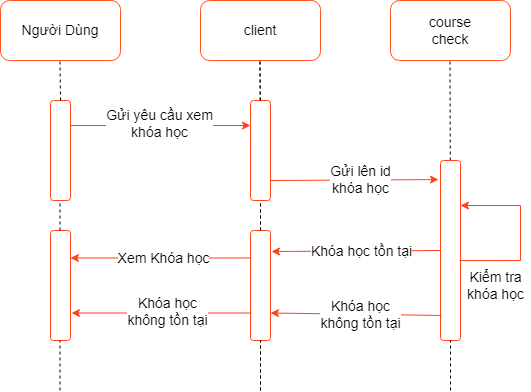 Người Dùng
client
course
check
Gửi yêu cầu xem
khóa học
Gửi lên id
khóa học
Khóa học tồn tại
Xem Khóa học
Kiểm tra
khóa học
Khóa học
không tồn tại
Khóa học
không tồn tại